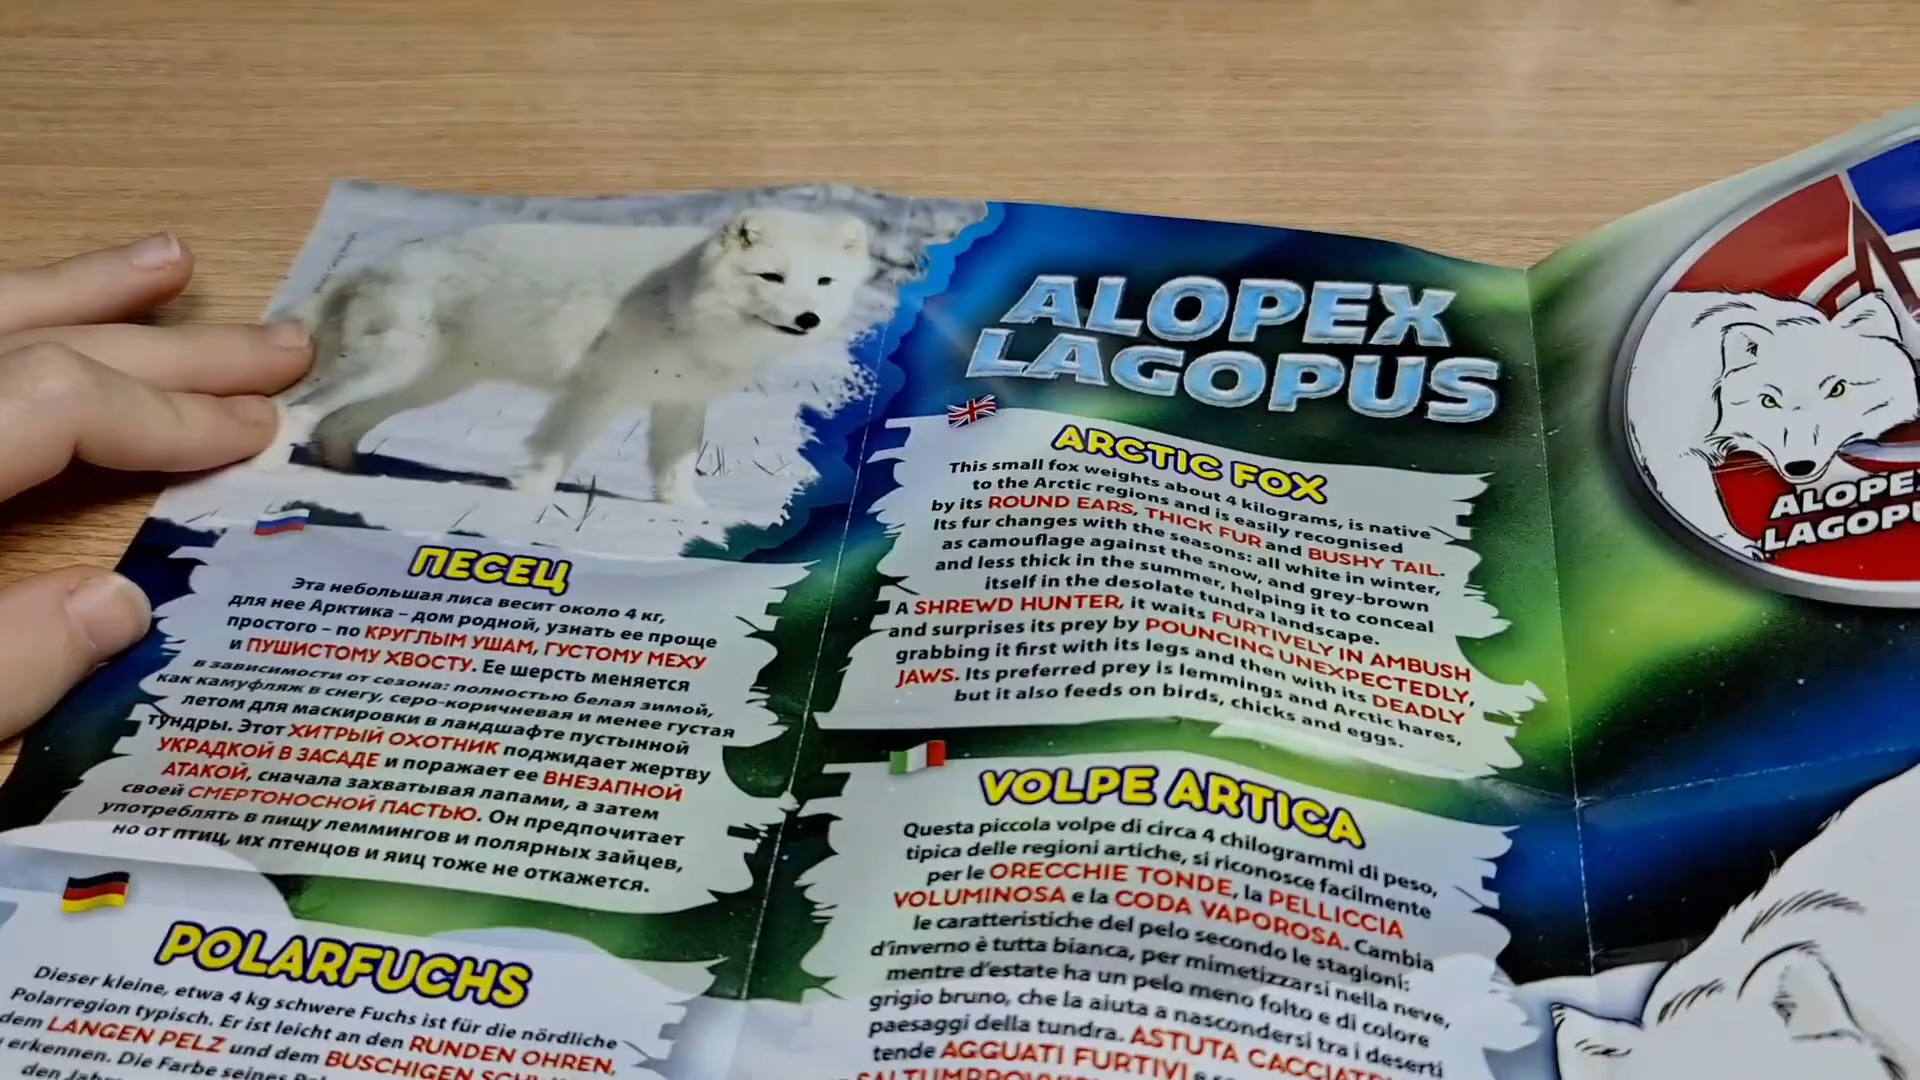 ALOPEX
LAGOPUS
ARCTIC FOX
This small fox weights about 4 kilograms, is native
to the Arctic regions and is easily recognised
by its ROUND EARS, THICK FUR and BUSHY TAIL.
Its fur changes with the seasons: all white in winter,
as camouflage against the snow, and grey-brown
and less thick in the summer, helping it to conceal
itself in the desolate tundra landscape.
A SHREWD HUNTER, it waits FURTIVELY IN AMBUSH
and surprises its prey by POUNCING UNEXPECTEDLY,
grabbing it first with its legs and then with its DEADLY
JAWS. Its preferred prey is lemmings and Arctic hares,
but it also feeds on birds, chicks and eggs.
ПЕСЕЦ
Эта небольшая лиса весит около 4 кг,
для нее Арктика – дом родной, узнать ее проще
простого – по КРУГЛЫМ УШАМ, ГУСТОМУ МЕХУ
и ПУШИСТОМУ ХВОСТУ. Ее шерсть меняется
в зависимости от сезона: полностью белая зимой,
как камуфляж в снегу, серо-коричневая и менее густая
летом для маскировки в ландшафте пустынной
тундры. Этот ХИТРЫЙ ОХОТНИК поджидает жертву
УКРАДКОЙ В ЗАСАДЕ и поражает ее ВНЕЗАПНОЙ
АТАКОЙ, сначала захватывая лапами, а затем
своей СМЕРТОНОСНОЙ ПАСТЬЮ. Он предпочитает
употреблять в пищу леммингов и полярных зайцев,
но от птиц, их птенцов и яиц тоже не откажется.
VOLPE ARTICA
Questa piccola volpe di circa 4 chilogrammi di peso,
tipica delle regioni artiche, si riconosce facilmente
per le ORECCHIE TONDE, la PELLICCIA
VOLUMINOSA e la CODA VAPOROSA. Cambia
le caratteristiche del pelo secondo le stagioni:
d'inverno è tutta bianca, per mimetizzarsi nella neve,
mentre d'estate ha un pelo meno folto e di colore
grigio bruno, che la aiuta a nascondersi tra i deserti
paesaggi della tundra. ASTUTA CACCIATR
tende AGGUATI FURTIVI e
POLARFUCHS
Dieser kleine, etwa 4 kg schwere Fuchs ist für die nördliche
Polarregion typisch. Er ist leicht an den RUNDEN OHREN,
dem LANGEN PELZ und dem BUSCHIGEN
erkennen. Die Farbe seines
den
ALOPE
LAGOPU